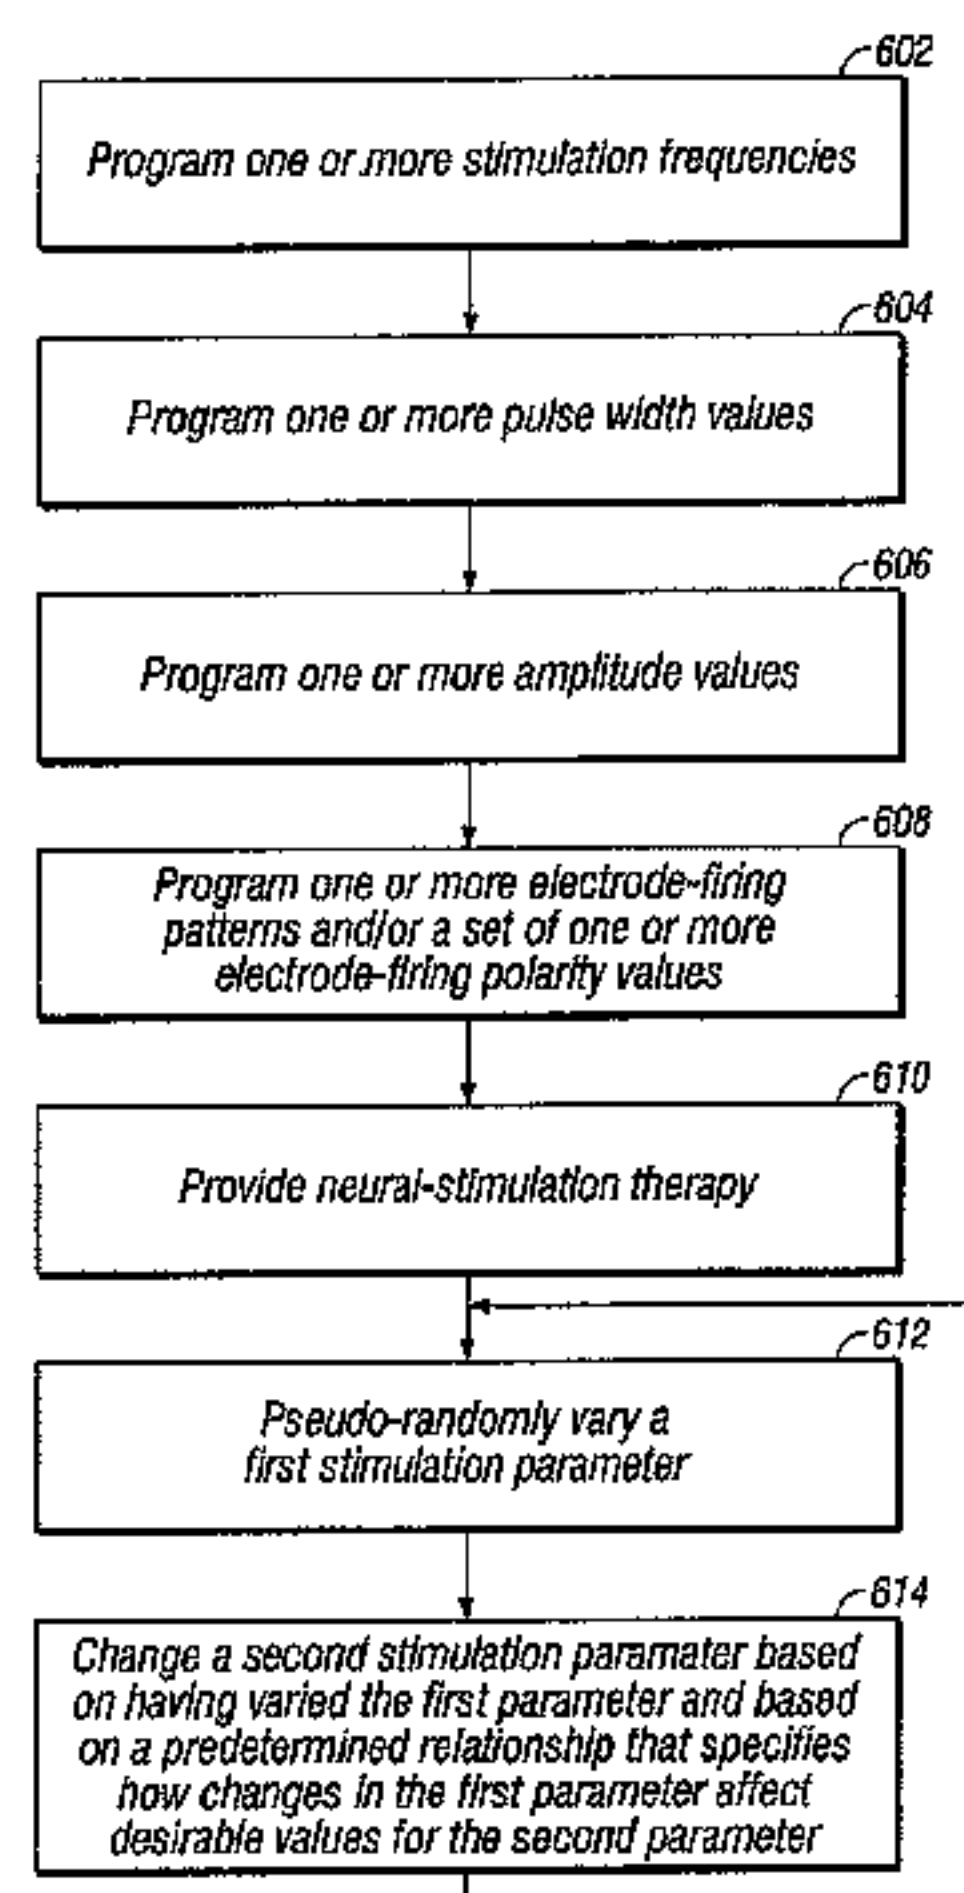 602
Program one or more stimulation frequencies
604
Program one or more pulse width values
606
Program one or more amplitude values
608
Program one or more electrode-firing
patterns and/or a set of one or more
electrode-firing polarity values
610
Provide neural-stimulation therapy
612
Pseudo-randomly vary a
first stimulation parameter
614
Change a second stimulation paramater based
on having varied the first parameter and based
on a predetermined relationship that specifies
how changes in the first parameter affect
desirable values for the second parameter